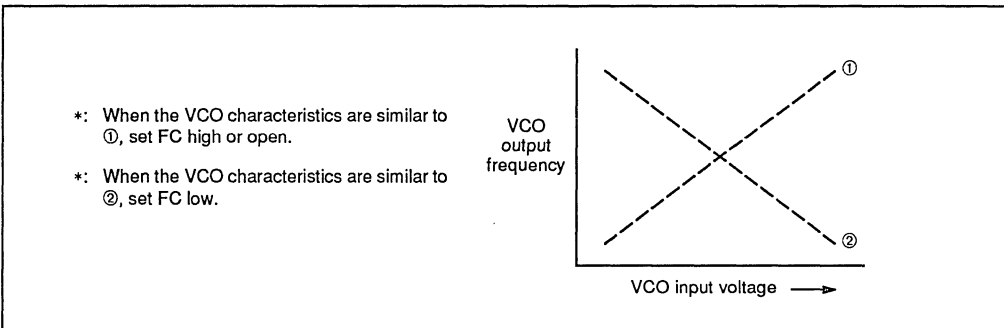 *: When the VCO characteristics are similar to
①, set FC high or open.
*: When the VCO characteristics are similar to
②, set FC low.
VCO
output
frequency
①
②
VCO input voltage